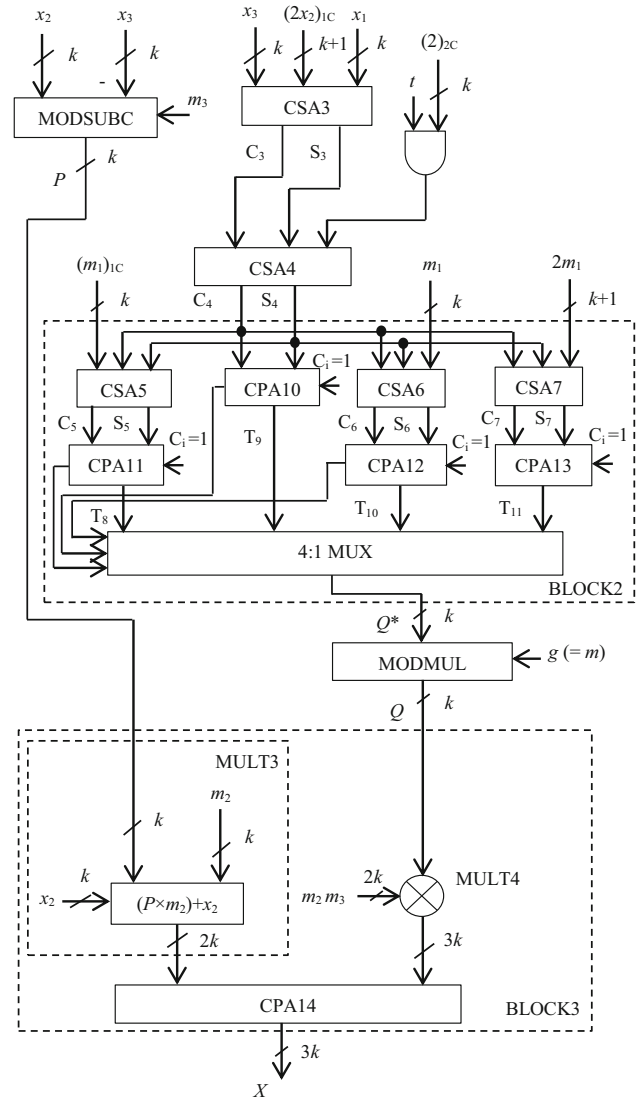 x₂ x₃ x₃ (2x₂)₁C x₁
(2)₂C
k k k k+1 k t k
-
MODSUBC m₃ CSA3
C₃ S₃
P k
CSA4
(m₁)₁C C₄ S₄ m₁ 2m₁
k k k+1
Cᵢ=1
CSA5 CPA10 CSA6 CSA7
C₅ S₅ Cᵢ=1 T₉ C₆ S₆ Cᵢ=1 C₇ S₇ Cᵢ=1
CPA11 CPA12 CPA13
T₈ T₁₀ T₁₁
4:1 MUX
BLOCK2
Q* k
MODMUL g (= m)
Q k
MULT3
m₂
k k
x₂ k (P×m₂)+x₂ m₂ m₃ 2k MULT4
2k 3k
CPA14 BLOCK3
3k
X